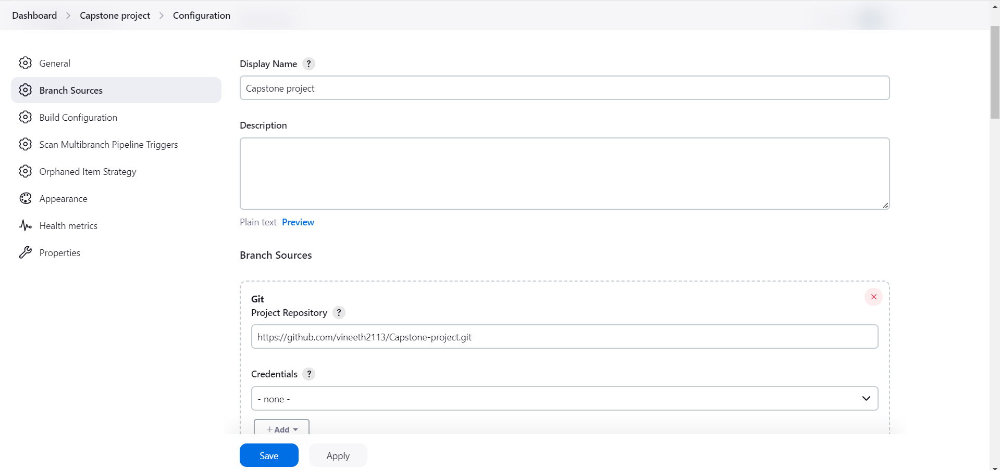 Dashboard > Capstone project > Configuration
General
Branch Sources
Build Configuration
Scan Multibranch Pipeline Triggers
Orphaned Item Strategy
Appearance
Health metrics
Properties
Display Name ?
Capstone project
Description
Plain text Preview
Branch Sources
Git
Project Repository ?
https://github.com/vineeth2113/Capstone-project.git
Credentials ?
- none -
+ Add
Save Apply